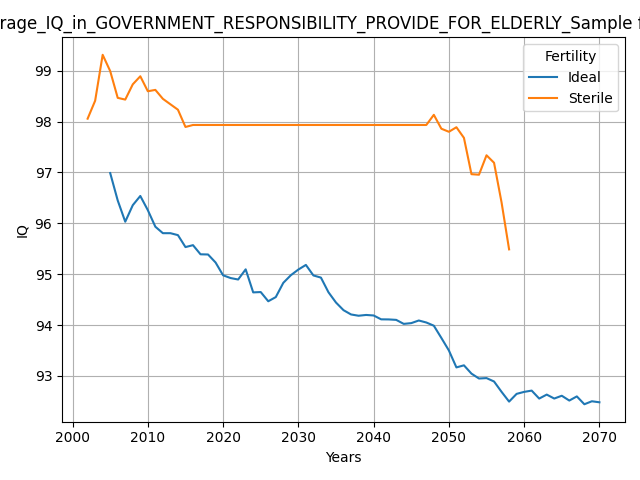 rage_IQ_in_GOVERNMENT_RESPONSIBILITY_PROVIDE_FOR_ELDERLY_Sample f
Fertility
Ideal
Sterile
99
98
97
96
95
94
93
IQ
2000 2010 2020 2030 2040 2050 2060 2070
Years